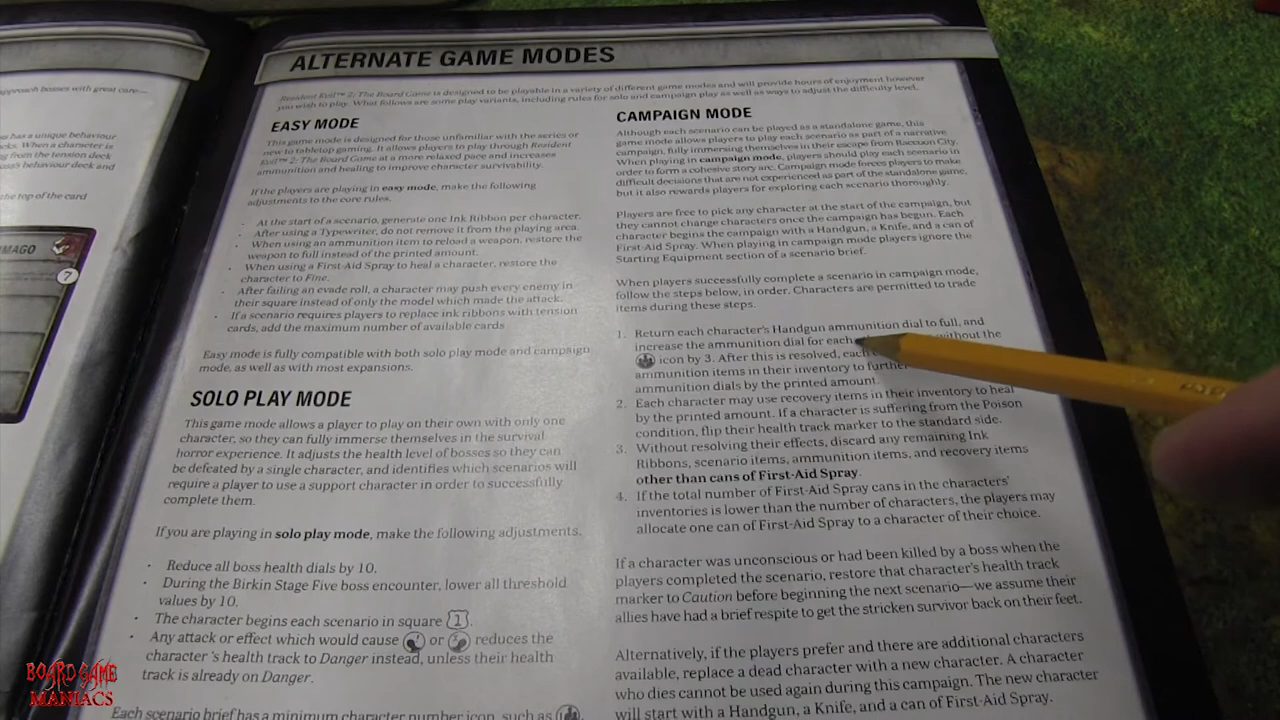 approach bosses with great care—
has a unique behaviour
When a character is
from the tension deck
behaviour deck and
the top of the card
IMAGO
7
ALTERNATE GAME MODES
Resident Evil™ 2: The Board Game is designed to be playable in a variety of different game modes and will provide hours of enjoyment however
you wish to play. What follows are some play variants, including rules for solo and campaign play as well as ways to adjust the difficulty level.
EASY MODE
This game mode is designed for those unfamiliar with the series or
new to tabletop gaming. It allows players to play through Resident
Evil™ 2: The Board Game at a more relaxed pace and increases
ammunition and healing to improve character survivability.
If the players are playing in easy mode, make the following
adjustments to the core rules.
· At the start of a scenario, generate one Ink Ribbon per character.
· After using a Typewriter, do not remove it from the playing area.
· When using an ammunition item to reload a weapon, restore the
weapon to full instead of the printed amount.
· When using a First-Aid Spray to heal a character, restore the
character to Fine.
· After failing an evade roll, a character may push every enemy in
their square instead of only the model which made the attack.
· If a scenario requires players to replace ink ribbons with tension
cards, add the maximum number of available cards
Easy mode is fully compatible with both solo play mode and campaign
mode, as well as with most expansions.
SOLO PLAY MODE
This game mode allows a player to play on their own with only one
character, so they can fully immerse themselves in the survival
horror experience. It adjusts the health level of bosses so they can
be defeated by a single character, and identifies which scenarios will
require a player to use a support character in order to successfully
complete them.
If you are playing in solo play mode, make the following adjustments.
· Reduce all boss health dials by 10.
· During the Birkin Stage Five boss encounter, lower all threshold
values by 10.
· The character begins each scenario in square 1.
· Any attack or effect which would cause or reduces the
character 's health track to Danger instead, unless their health
track is already on Danger.
Each scenario brief has a minimum character number icon, such as
CAMPAIGN MODE
Although each scenario can be played as a standalone game, this
game mode allows players to play each scenario as part of a narrative
campaign, fully immersing themselves in their escape from Raccoon City.
When playing in campaign mode, players should play each scenario in
order to form a cohesive story arc. Campaign mode forces players to make
difficult decisions that are not experienced as part of the standalone game,
but it also rewards players for exploring each scenario thoroughly.
Players are free to pick any character at the start of the campaign, but
they cannot change characters once the campaign has begun. Each
character begins the campaign with a Handgun, a Knife, and a can of
First-Aid Spray. When playing in campaign mode players ignore the
Starting Equipment section of a scenario brief.
When players successfully complete a scenario in campaign mode,
follow the steps below, in order. Characters are permitted to trade
items during these steps.
1. Return each character's Handgun ammunition dial to full, and
increase the ammunition dial for each without the
icon by 3. After this is resolved, each
ammunition items in their inventory to further
ammunition dials by the printed amount.
2. Each character may use recovery items in their inventory to heal
by the printed amount. If a character is suffering from the Poison
condition, flip their health track marker to the standard side.
3. Without resolving their effects, discard any remaining Ink
Ribbons, scenario items, ammunition items, and recovery items
other than cans of First-Aid Spray.
4. If the total number of First-Aid Spray cans in the characters'
inventories is lower than the number of characters, the players may
allocate one can of First-Aid Spray to a character of their choice.
If a character was unconscious or had been killed by a boss when the
players completed the scenario, restore that character's health track
marker to Caution before beginning the next scenario—we assume their
allies have had a brief respite to get the stricken survivor back on their feet.
Alternatively, if the players prefer and there are additional characters
available, replace a dead character with a new character. A character
who dies cannot be used again during this campaign. The new character
will start with a Handgun, a Knife, and a can of First-Aid Spray.
BOARD GAME
MANIACS